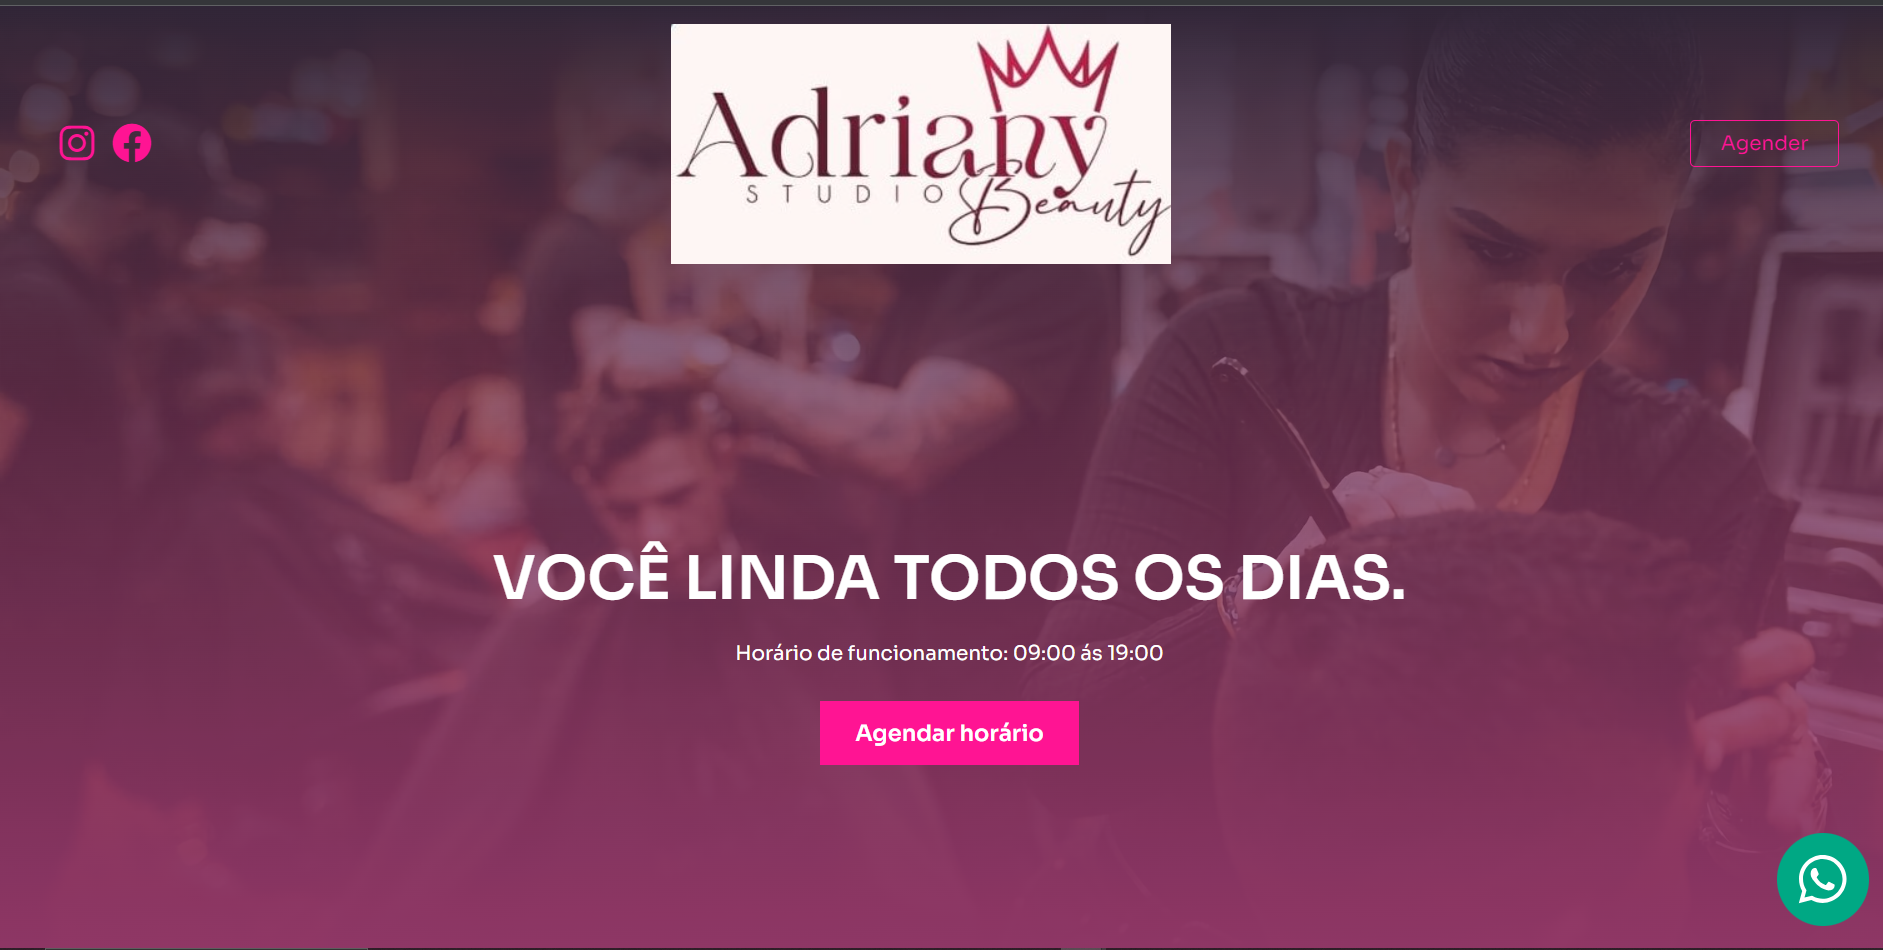 Adriany
STUDIO Beauty
Agender
VOCÊ LINDA TODOS OS DIAS.
Horário de funcionamento: 09:00 ás 19:00
Agendar horário